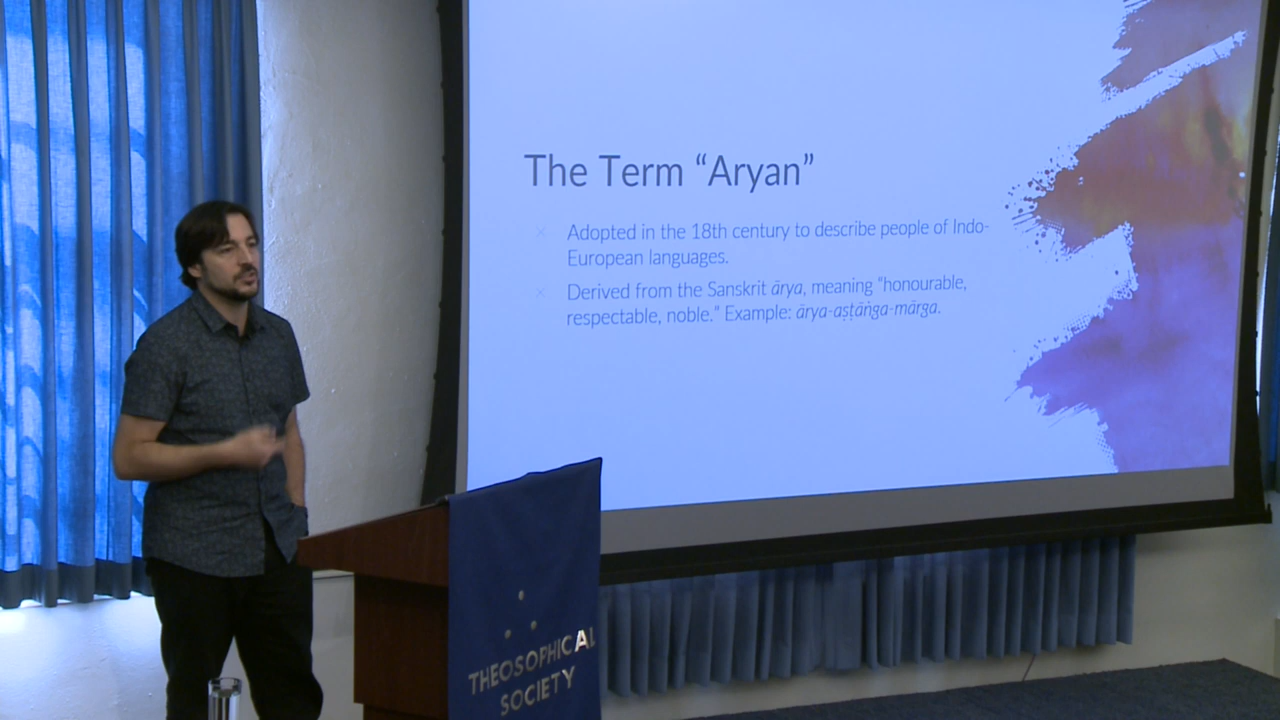 The Term “Aryan”
× Adopted in the 18th century to describe people of Indo-
European languages.
× Derived from the Sanskrit ārya, meaning “honourable,
respectable, noble.” Example: ārya-aṣṭāṅga-mārga.
THEOSOPHICAL
SOCIETY